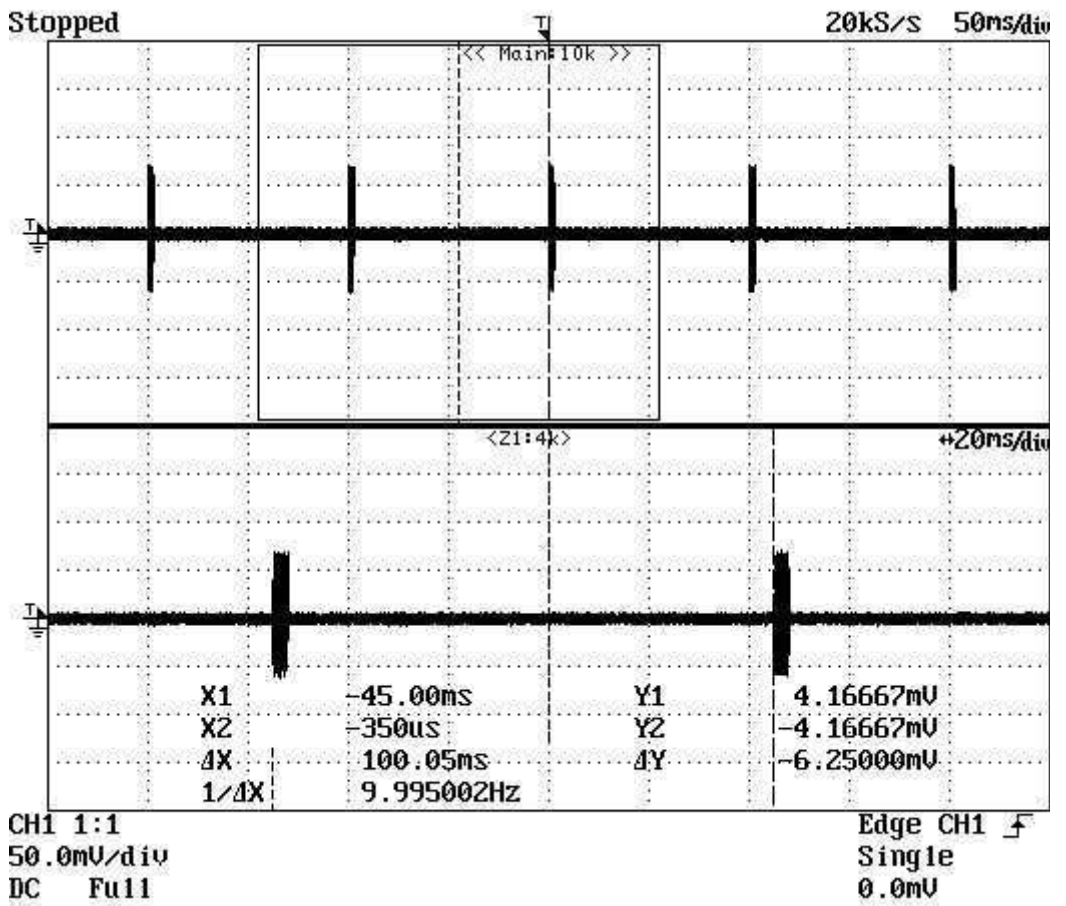 Stopped T 20kS/s 50ms/div
<< Main:10k >>
T
<Z1:4k> ↔20ms/div
T
X1 -45.00ms Y1 4.16667mV
X2 -350us Y2 -4.16667mV
ΔX 100.05ms ΔY -6.25000mV
1/ΔX 9.995002Hz
CH1 1:1 Edge CH1
50.0mV/div Single
DC Full 0.0mV